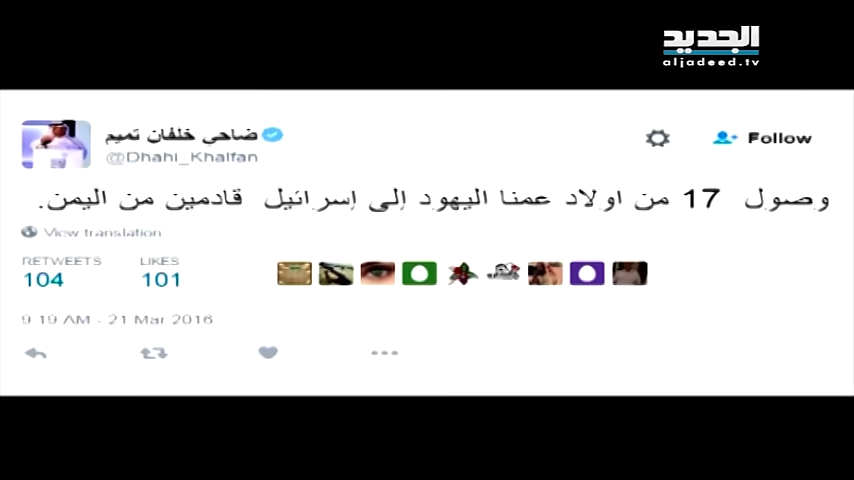 الجديد
aljadeed.tv
ضاحي خلفان تميم
@Dhahi_Khalfan
Follow
وصول 17 من اولاد عمنا اليهود إلى إسرائيل قادمين من اليمن.
View translation
RETWEETS LIKES
104 101
9:19 AM - 21 Mar 2016